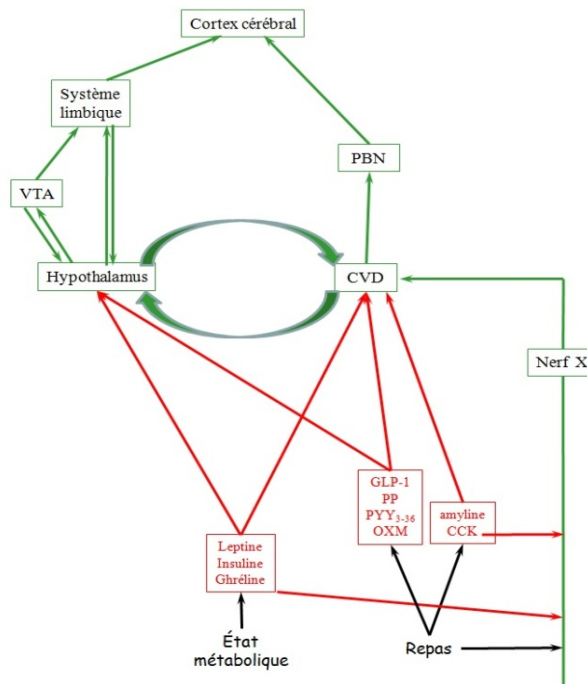 Cortex cérébral
Système
limbique
PBN
VTA
Hypothalamus
CVD
Nerf X
GLP-1
PP
PYY3-36
OXM
amyline
CCK
Leptine
Insuline
Ghréline
État
métabolique
Repas